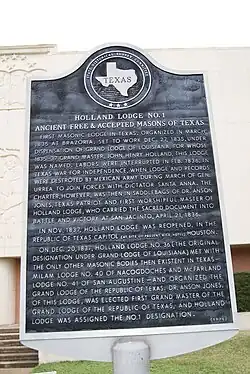 TEXAS
HOLLAND LODGE NO. 1
ANCIENT FREE & ACCEPTED MASONS OF TEXAS
FIRST MASONIC LODGE IN TEXAS; ORGANIZED IN MARCH,
1835 AT BRAZORIA; SET TO WORK DEC. 27, 1835, UNDER
DISPENSATION OF GRAND LODGE OF LOUISIANA, FOR WHOSE
1835-37 GRAND MASTER, JOHN HENRY HOLLAND, THIS LODGE
WAS NAMED. LABORS WERE INTERRUPTED IN FEB. 1836, IN
TEXAS WAR FOR INDEPENDENCE, WHEN LODGE AND RECORDS
WERE DESTROYED BY MEXICAN ARMY DURING MARCH OF GEN.
URREA TO JOIN FORCES WITH DICTATOR SANTA ANNA. THE
CHARTER, HOWEVER, WAS THEN IN SADDLEBAGS OF DR. ANSON
JONES, TEXAS PATRIOT AND FIRST WORSHIPFUL MASTER OF
HOLLAND LODGE, WHO CARRIED THE SACRED DOCUMENT INTO
BATTLE AND VICTORY AT SAN JACINTO, APRIL 21, 1836.
IN NOV. 1837, HOLLAND LODGE WAS REOPENED, IN THE
REPUBLIC OF TEXAS CAPITOL HOUSTON.
ON DEC. 20, 1837, HOLLAND LODGE NO. 36 (THE ORIGINAL
DESIGNATION UNDER GRAND LODGE OF LOUISIANA) MET WITH
THE ONLY OTHER MASONIC BODIES THEN EXISTENT IN TEXAS --
MILAM LODGE NO. 40 OF NACOGDOCHES AND MCFARLAND
LODGE NO. 41 OF SAN AUGUSTINE -- AND ORGANIZED THE
GRAND LODGE OF THE REPUBLIC OF TEXAS. DR. ANSON JONES,
OF THIS LODGE, WAS ELECTED FIRST GRAND MASTER OF THE
GRAND LODGE OF THE REPUBLIC OF TEXAS, AND HOLLAND
LODGE WAS ASSIGNED THE NO. 1 DESIGNATION.